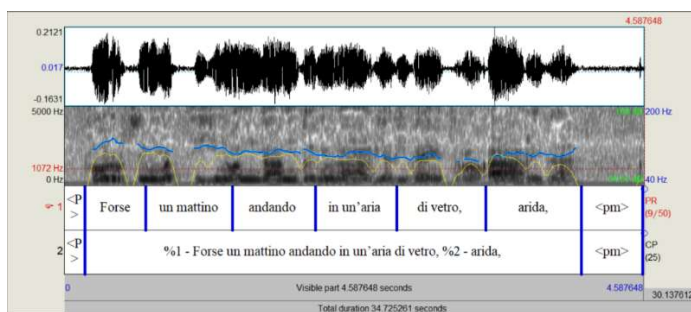 4.587648
0.2121
0.017
-0.1631
5000 Hz 200 Hz
1072 Hz
0 Hz 40 Hz
1 <P> Forse un mattino andando in un’aria di vetro, arida, <pm> PR (9/50)
2 <P> %1 - Forse un mattino andando in un’aria di vetro, %2 - arida, <pm> CP (25)
0 Visible part 4.587648 seconds 4.587648 30.137612
Total duration 34.725261 seconds